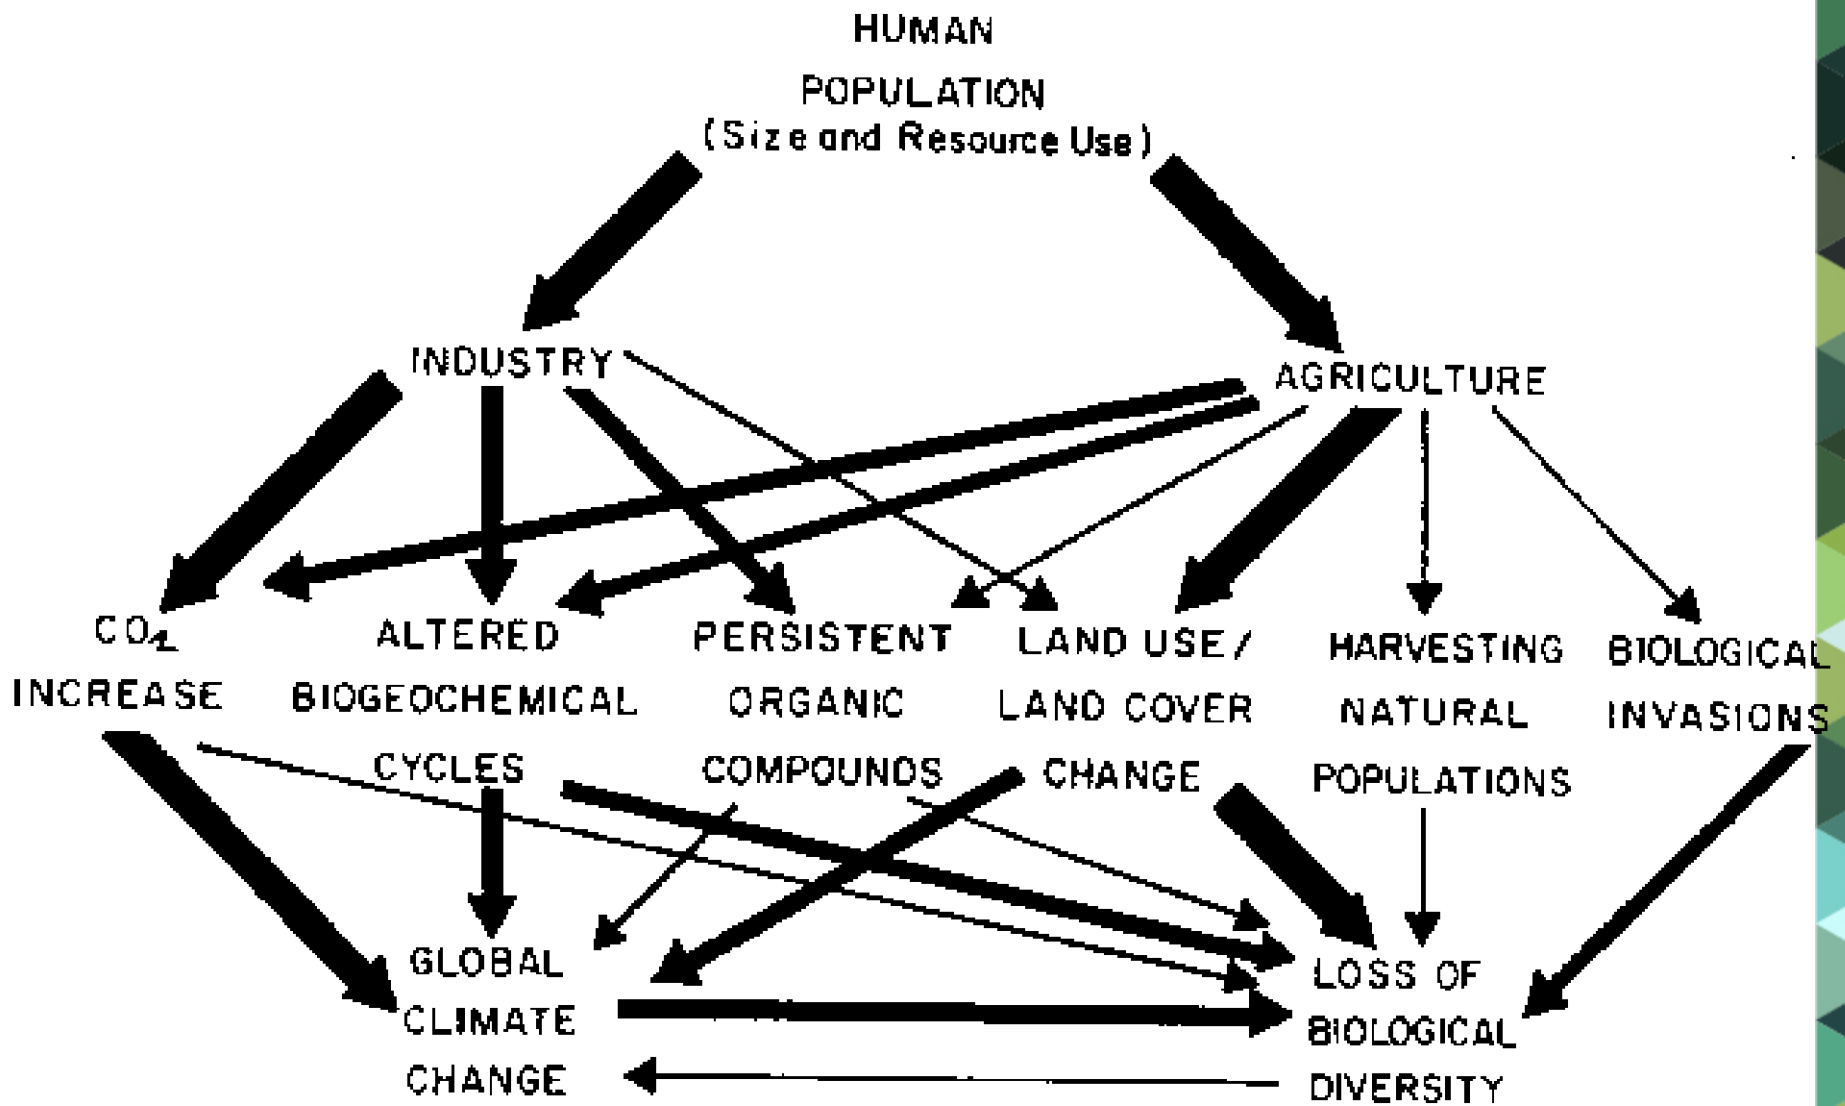 HUMAN
POPULATION
(Size and Resource Use)
INDUSTRY
AGRICULTURE
CO₂
INCREASE
ALTERED
BIOGEOCHEMICAL
CYCLES
PERSISTENT
ORGANIC
COMPOUNDS
LAND USE/
LAND COVER
CHANGE
HARVESTING
NATURAL
POPULATIONS
BIOLOGICAL
INVASIONS
GLOBAL
CLIMATE
CHANGE
LOSS OF
BIOLOGICAL
DIVERSITY